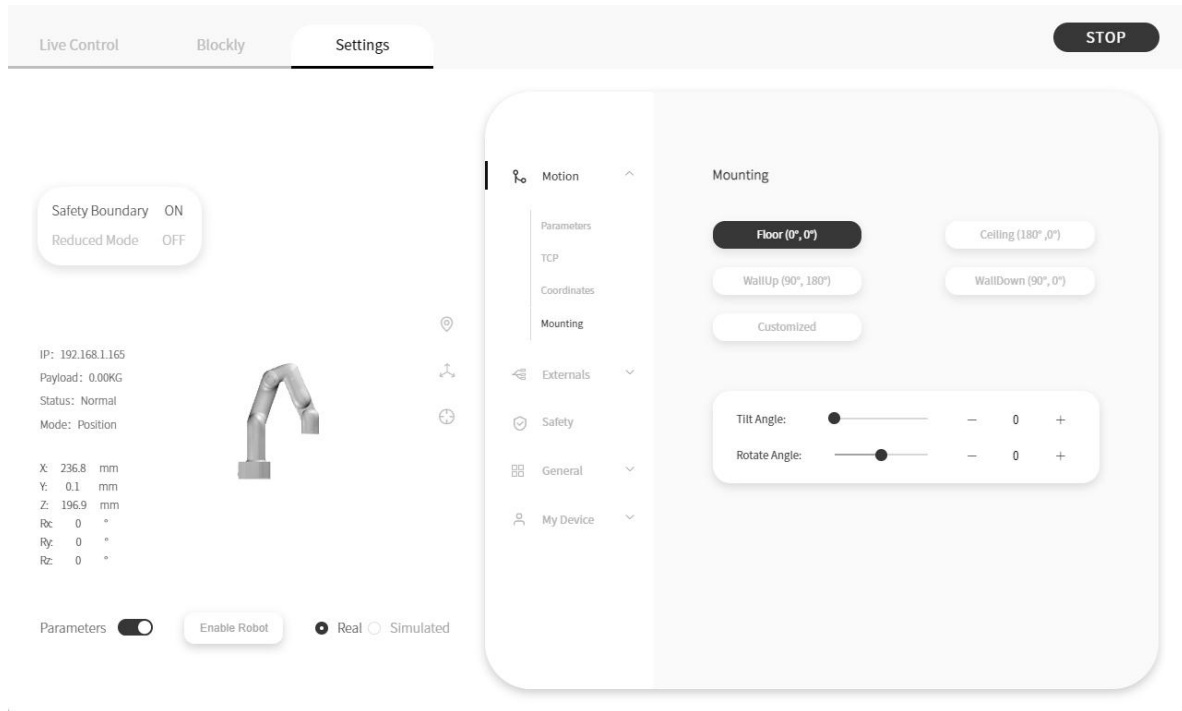 Live Control Blockly Settings STOP
Safety Boundary ON
Reduced Mode OFF
IP: 192.168.1.165
Payload: 0.00KG
Status: Normal
Mode: Position
X: 236.8 mm
Y: 0.1 mm
Z: 196.9 mm
Rx: 0 °
Ry: 0 °
Rz: 0 °
Parameters Enable Robot Real Simulated
Motion
Parameters
TCP
Coordinates
Mounting
Externals
Safety
General
My Device
Mounting
Floor (0°, 0°) Ceiling (180° ,0°)
WallUp (90°, 180°) WallDown (90°, 0°)
Customized
Tilt Angle: — 0 +
Rotate Angle: — 0 +